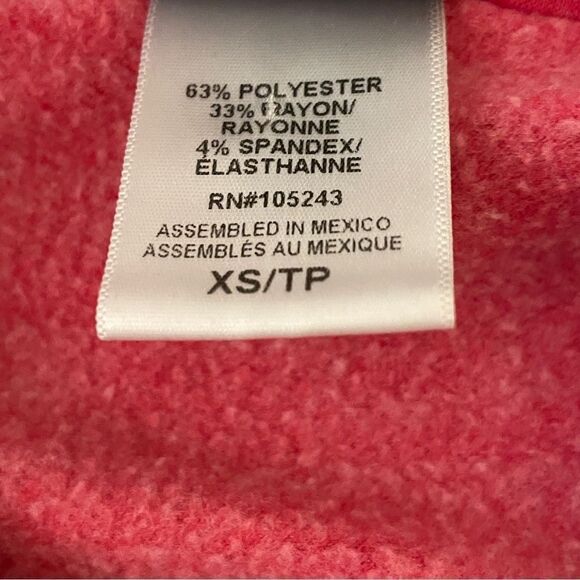 63% POLYESTER
33% RAYON/
RAYONNE
4% SPANDEX/
ÉLASTHANNE
RN#105243
ASSEMBLED IN MEXICO
ASSEMBLÉS AU MEXIQUE
XS/TP